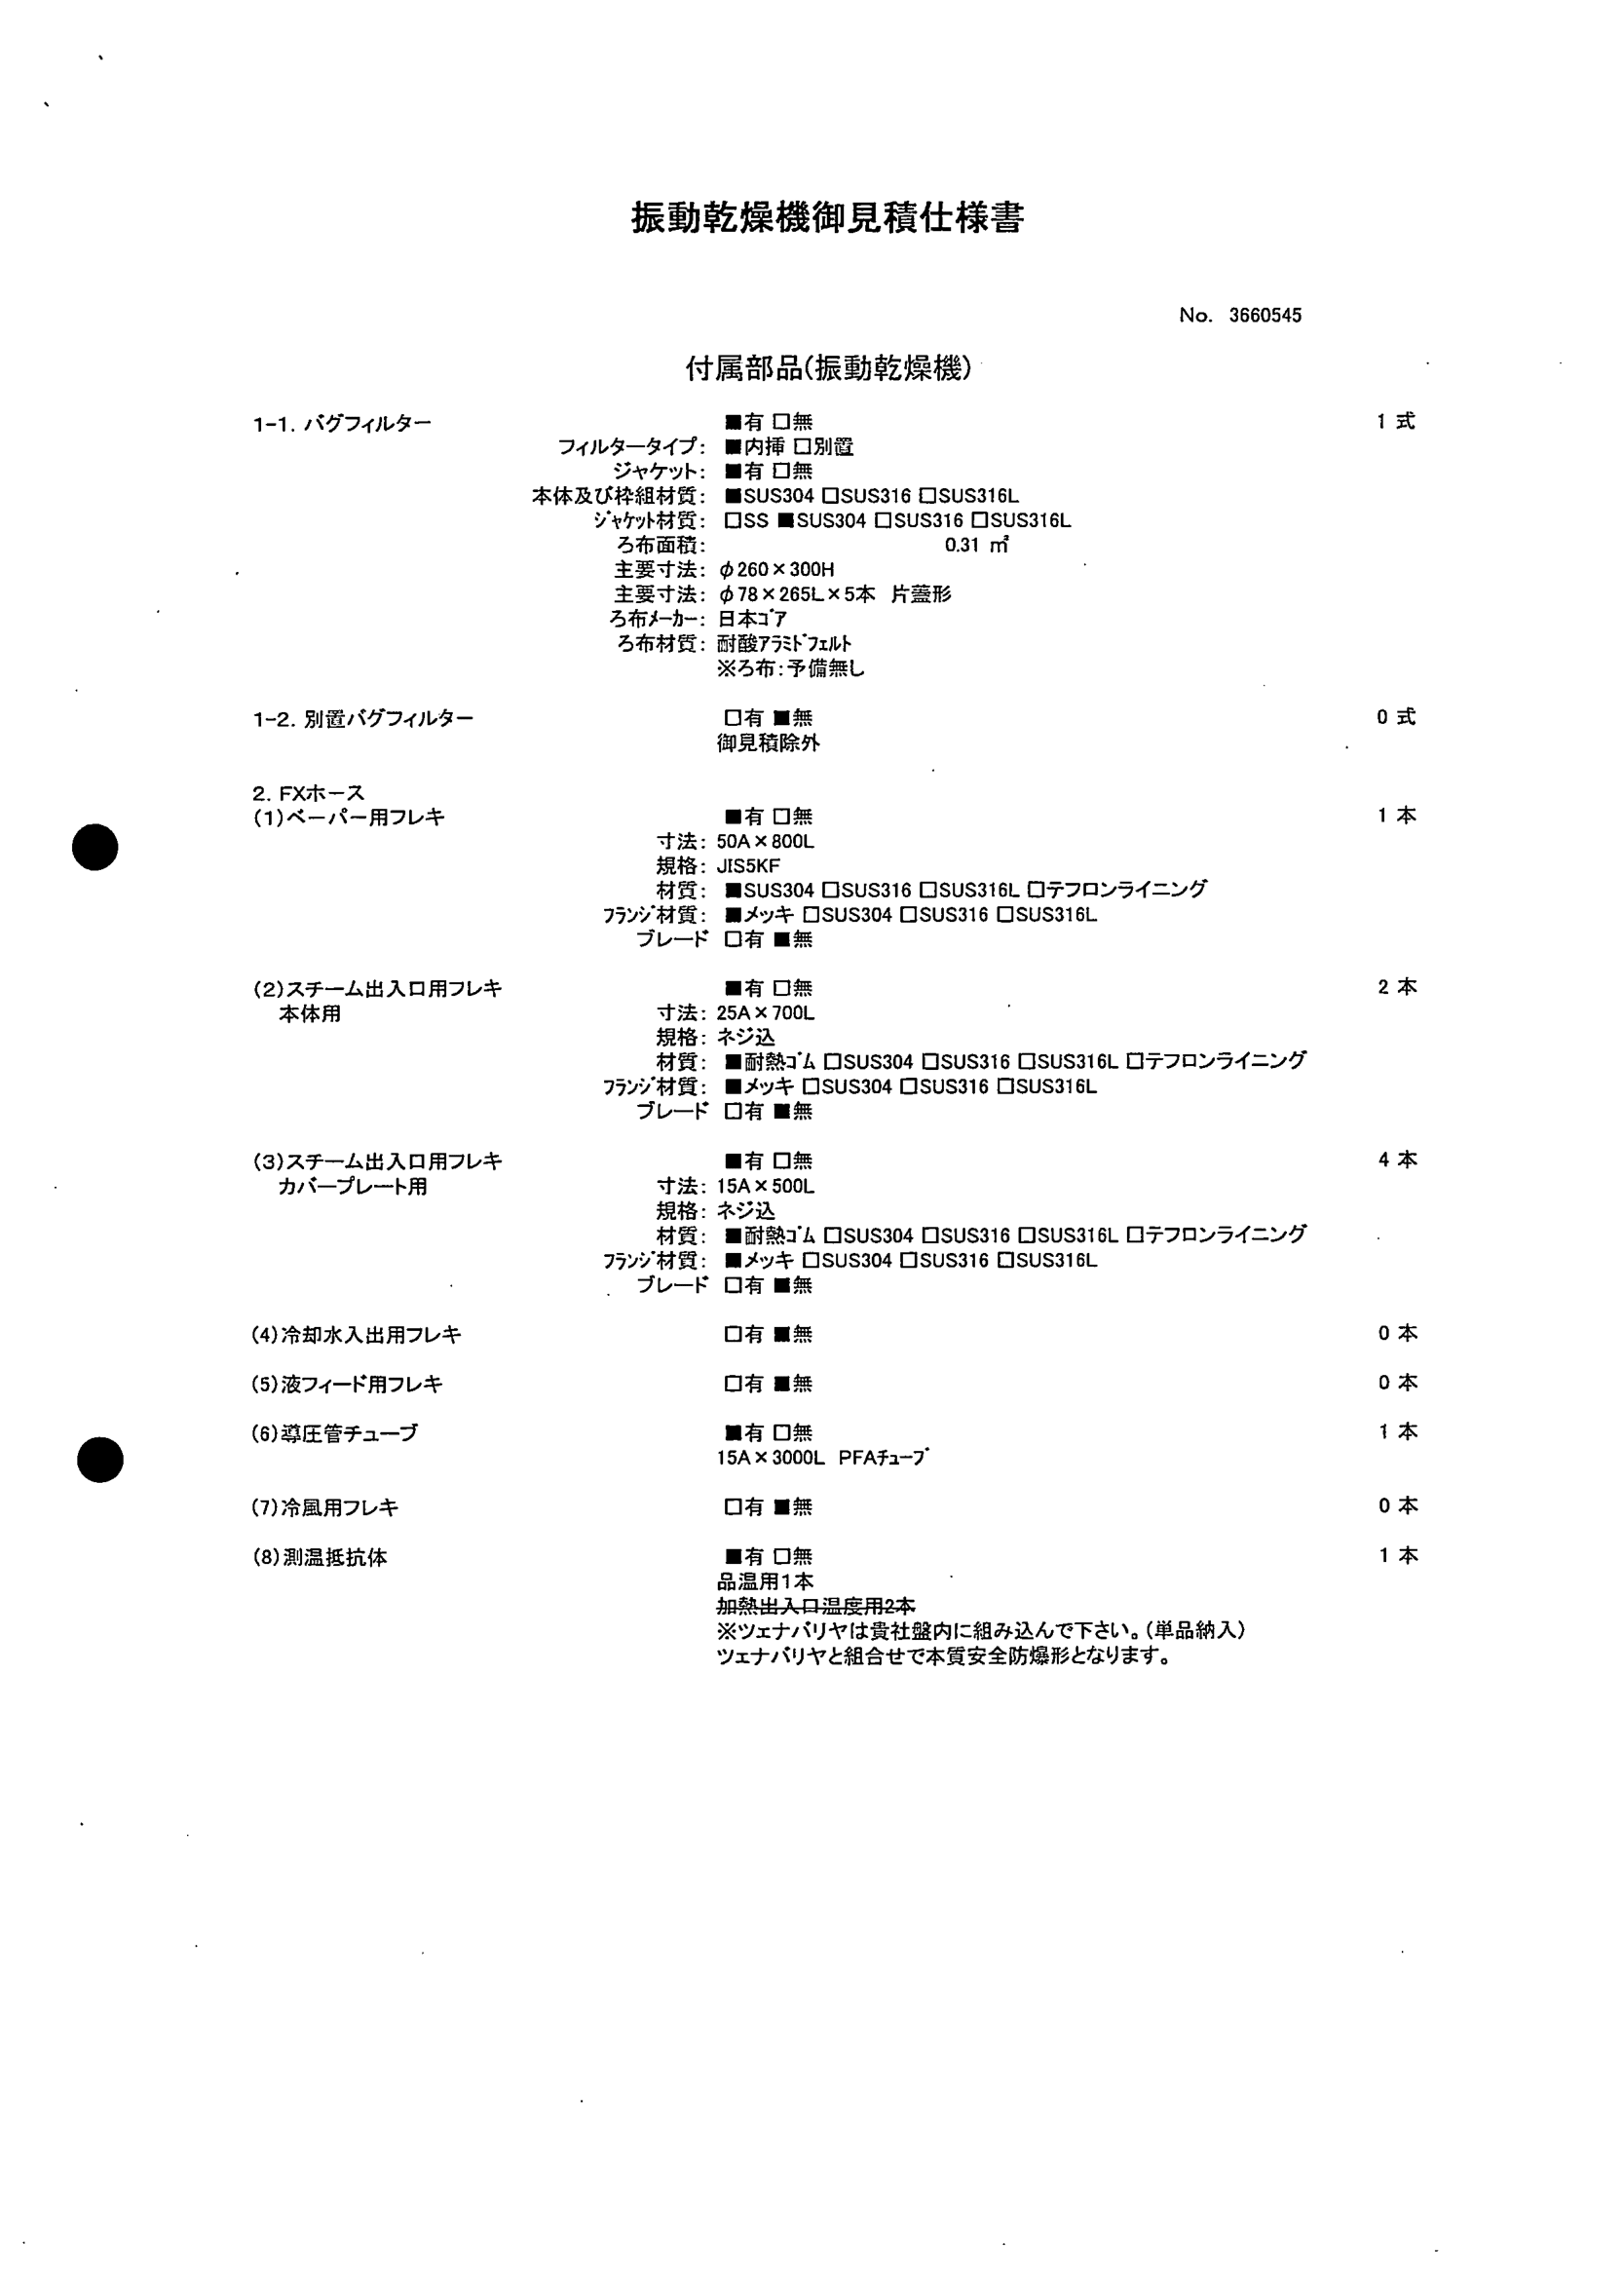 振動乾燥機御見積仕様書
No. 3660545
付属部品(振動乾燥機)
1-1. バグフィルター ■有 □無 1 式
フィルタータイプ: ■内挿 □別置
ジャケット: ■有 □無
本体及び枠組材質: ■SUS304 □SUS316 □SUS316L
ジャケット材質: □SS ■SUS304 □SUS316 □SUS316L
ろ布面積: 0.31 ㎡
主要寸法: φ260×300H
主要寸法: φ78×265L×5本 片蓋形
ろ布メーカー: 日本ゴア
ろ布材質: 耐酸アラミドフェルト
※ろ布:予備無し
1-2. 別置バグフィルター □有 ■無 0 式
御見積除外
2. FXホース
(1)ベーパー用フレキ ■有 □無 1 本
寸法: 50A×800L
規格: JIS5KF
材質: ■SUS304 □SUS316 □SUS316L □テフロンライニング
フランジ材質: ■メッキ □SUS304 □SUS316 □SUS316L
ブレード □有 ■無
(2)スチーム出入口用フレキ ■有 □無 2 本
本体用 寸法: 25A×700L
規格: ネジ込
材質: ■耐熱ゴム □SUS304 □SUS316 □SUS316L □テフロンライニング
フランジ材質: ■メッキ □SUS304 □SUS316 □SUS316L
ブレード □有 ■無
(3)スチーム出入口用フレキ ■有 □無 4 本
カバープレート用 寸法: 15A×500L
規格: ネジ込
材質: ■耐熱ゴム □SUS304 □SUS316 □SUS316L □テフロンライニング
フランジ材質: ■メッキ □SUS304 □SUS316 □SUS316L
ブレード □有 ■無
(4)冷却水入出用フレキ □有 ■無 0 本
(5)液フィード用フレキ □有 ■無 0 本
(6)導圧管チューブ ■有 □無 1 本
15A×3000L PFAチューブ
(7)冷風用フレキ □有 ■無 0 本
(8)測温抵抗体 ■有 □無 1 本
品温用1本
加熱出入口温度用2本
※ツェナバリヤは貴社盤内に組み込んで下さい。(単品納入)
ツェナバリヤと組合せで本質安全防爆形となります。